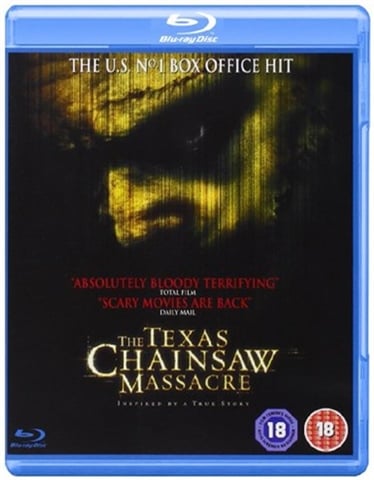 Blu-ray Disc
THE U.S. Nº1 BOX OFFICE HIT
"ABSOLUTELY BLOODY TERRIFYING"
TOTAL FILM
"SCARY MOVIES ARE BACK"
DAILY MAIL
THE TEXAS
CHAINSAW
MASSACRE
INSPIRED BY A TRUE STORY
Blu-ray Disc
18
18